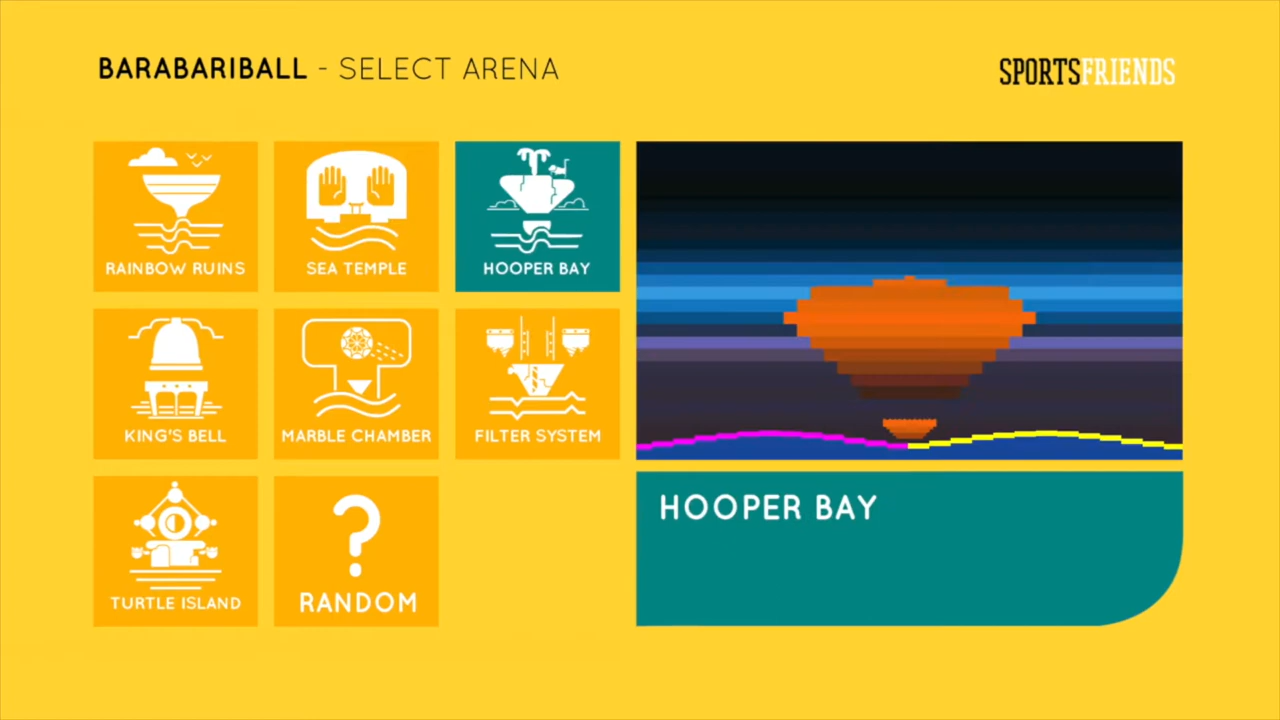 BARABARIBALL - SELECT ARENA
SPORTSFRIENDS
RAINBOW RUINS
SEA TEMPLE
HOOPER BAY
KING'S BELL
MARBLE CHAMBER
FILTER SYSTEM
TURTLE ISLAND
?
RANDOM
HOOPER BAY